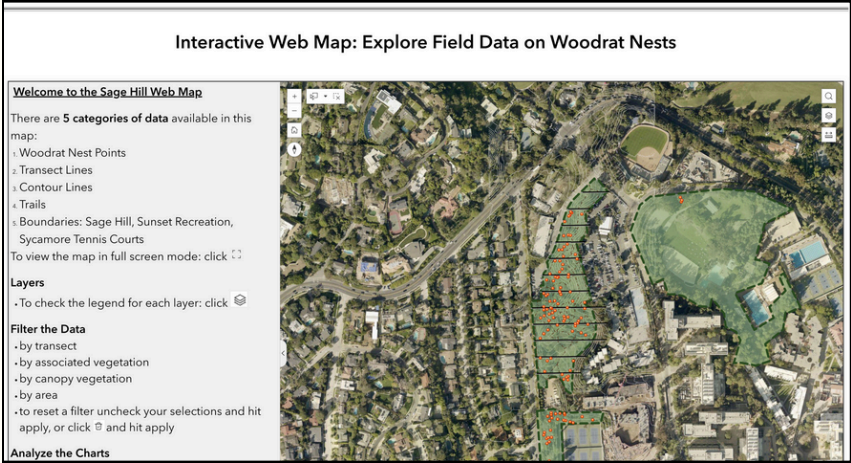 Interactive Web Map: Explore Field Data on Woodrat Nests
Welcome to the Sage Hill Web Map
There are 5 categories of data available in this
map:
1. Woodrat Nest Points
2. Transect Lines
3. Contour Lines
4. Trails
5. Boundaries: Sage Hill, Sunset Recreation,
Sycamore Tennis Courts
To view the map in full screen mode: click
Layers
• To check the legend for each layer: click
Filter the Data
• by transect
• by associated vegetation
• by canopy vegetation
• by area
• to reset a filter uncheck your selections and hit
apply, or click and hit apply
Analyze the Charts